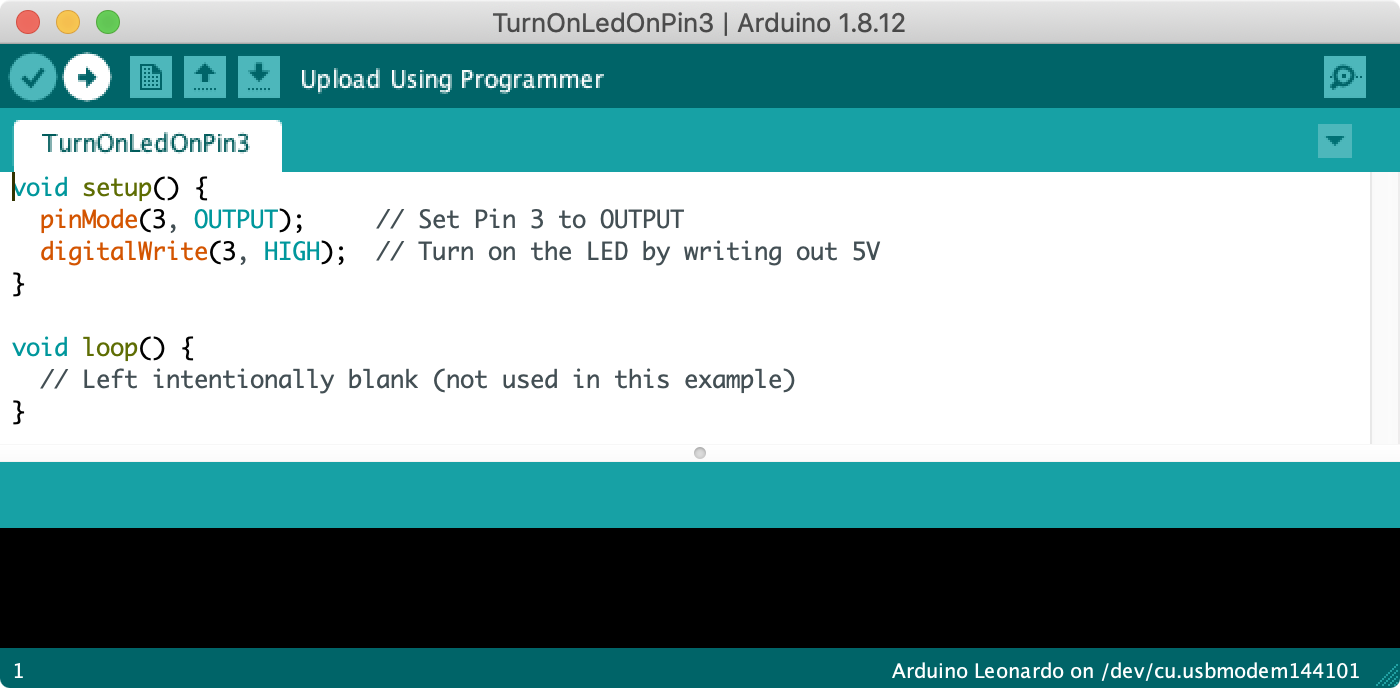 TurnOnLedOnPin3 | Arduino 1.8.12
Upload Using Programmer
TurnOnLedOnPin3
void setup() {
  pinMode(3, OUTPUT);     // Set Pin 3 to OUTPUT
  digitalWrite(3, HIGH);  // Turn on the LED by writing out 5V
}
void loop() {
  // Left intentionally blank (not used in this example)
}
1
Arduino Leonardo on /dev/cu.usbmodem144101